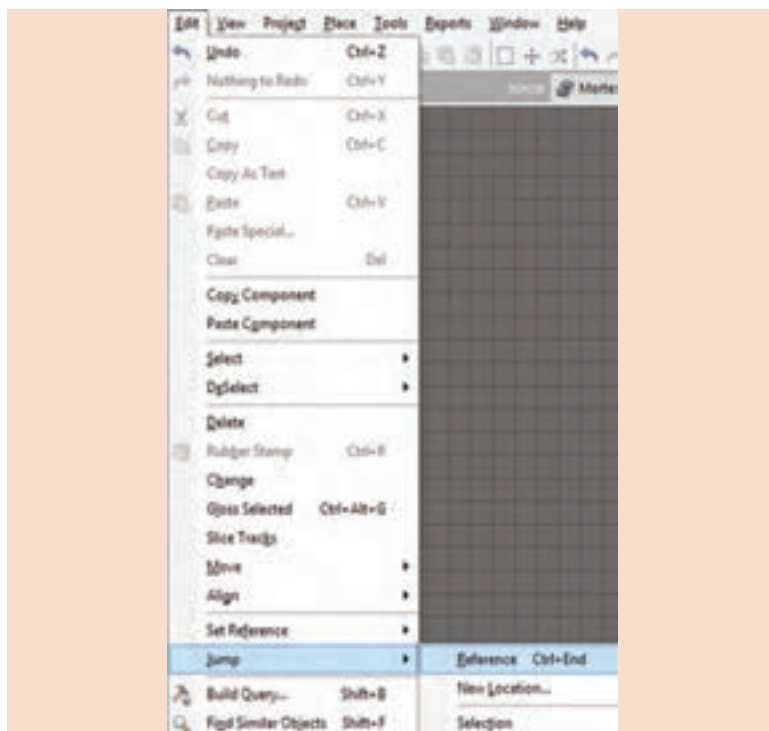 Edit View Project Place Tools Reports Window Help
Undo Ctrl+Z
Nothing to Redo Ctrl+Y
Cut Ctrl+X
Copy Ctrl+C
Copy As Text
Paste Ctrl+V
Paste Special...
Clear Del
Copy Component
Paste Component
Select
DeSelect
Delete
Rubber Stamp Ctrl+R
Change
Gloss Selected Ctrl+Alt+G
Slice Tracks
Move
Align
Set Reference
Jump
Reference Ctrl+End
Build Query... Shift+B
New Location...
Find Similar Objects Shift+F
Selection